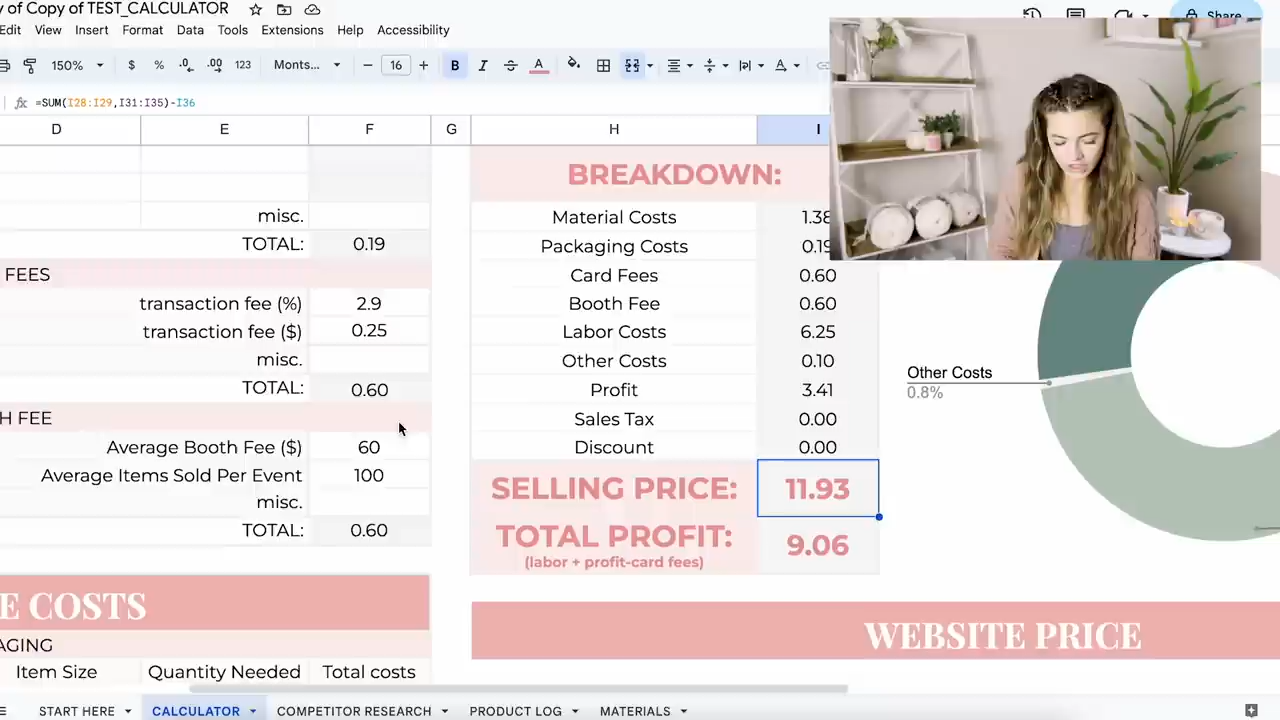 y of Copy of TEST_CALCULATOR
Edit View Insert Format Data Tools Extensions Help Accessibility
Share
150% $ % .0 .00 123 Monts... − 16 + B I S A
fx =SUM(I28:I29,I31:I35)-I36
D E F G H I
BREAKDOWN:
misc. Material Costs 1.38
TOTAL: 0.19 Packaging Costs 0.19
FEES Card Fees 0.60
transaction fee (%) 2.9 Booth Fee 0.60
transaction fee ($) 0.25 Labor Costs 6.25
misc. Other Costs 0.10
TOTAL: 0.60 Profit 3.41
H FEE Sales Tax 0.00
Average Booth Fee ($) 60 Discount 0.00
Average Items Sold Per Event 100 SELLING PRICE: 11.93
misc.
TOTAL: 0.60 TOTAL PROFIT: 9.06
(labor + profit-card fees)
Other Costs
0.8%
E COSTS
WEBSITE PRICE
AGING
Item Size Quantity Needed Total costs
START HERE CALCULATOR COMPETITOR RESEARCH PRODUCT LOG MATERIALS